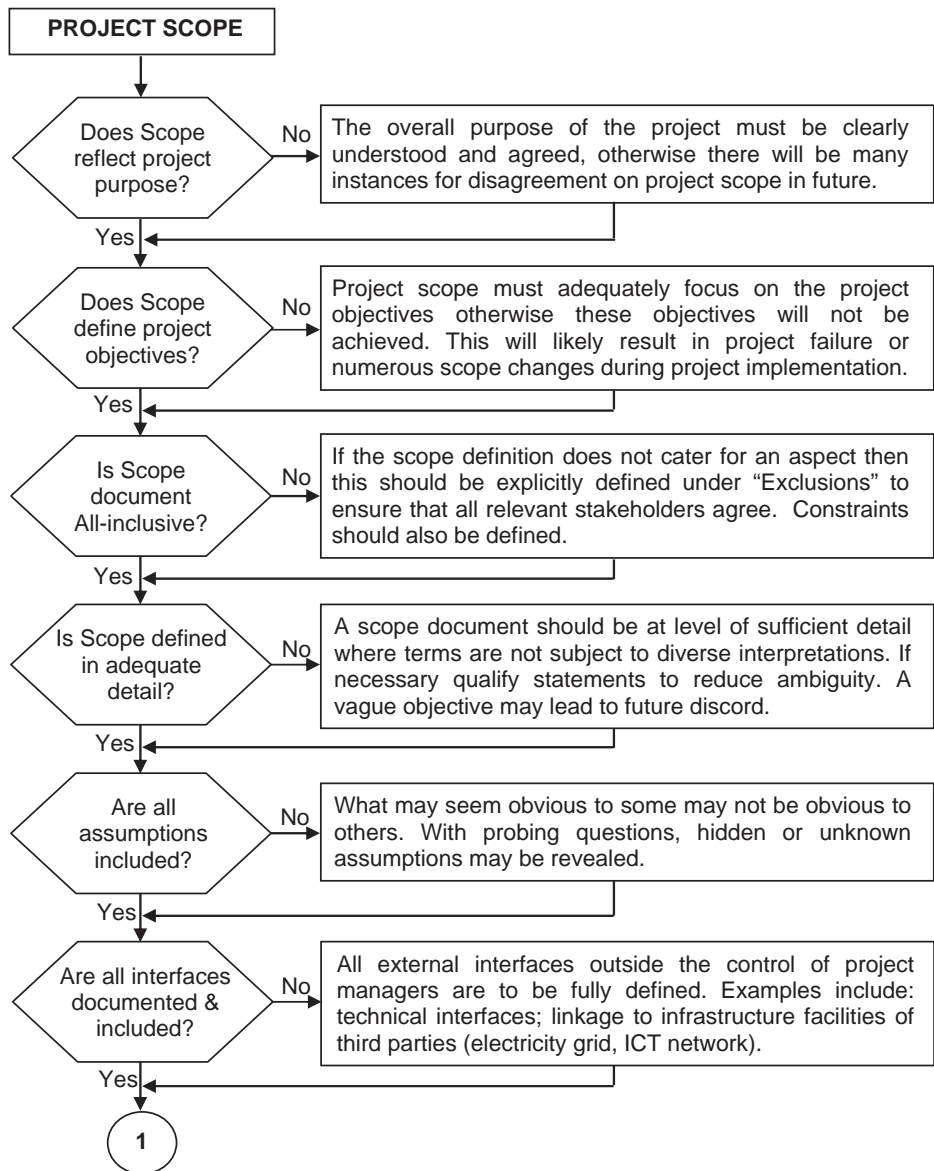 PROJECT SCOPE
Does Scope
reflect project
purpose?
No
The overall purpose of the project must be clearly
understood and agreed, otherwise there will be many
instances for disagreement on project scope in future.
Yes
Does Scope
define project
objectives?
No
Project scope must adequately focus on the project
objectives otherwise these objectives will not be
achieved. This will likely result in project failure or
numerous scope changes during project implementation.
Yes
Is Scope
document
All-inclusive?
No
If the scope definition does not cater for an aspect then
this should be explicitly defined under “Exclusions” to
ensure that all relevant stakeholders agree. Constraints
should also be defined.
Yes
Is Scope defined
in adequate
detail?
No
A scope document should be at level of sufficient detail
where terms are not subject to diverse interpretations. If
necessary qualify statements to reduce ambiguity. A
vague objective may lead to future discord.
Yes
Are all
assumptions
included?
No
What may seem obvious to some may not be obvious to
others. With probing questions, hidden or unknown
assumptions may be revealed.
Yes
Are all interfaces
documented &
included?
No
All external interfaces outside the control of project
managers are to be fully defined. Examples include:
technical interfaces; linkage to infrastructure facilities of
third parties (electricity grid, ICT network).
Yes
1